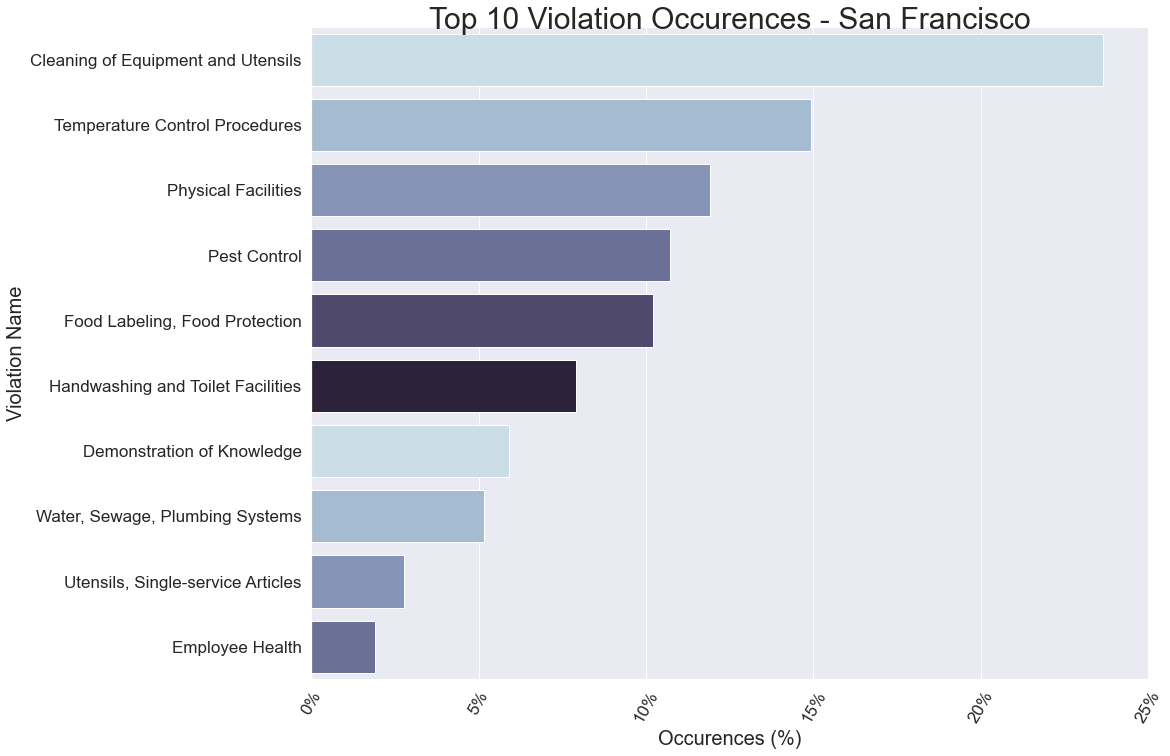 Top 10 Violation Occurences - San Francisco
Violation Name
Cleaning of Equipment and Utensils
Temperature Control Procedures
Physical Facilities
Pest Control
Food Labeling, Food Protection
Handwashing and Toilet Facilities
Demonstration of Knowledge
Water, Sewage, Plumbing Systems
Utensils, Single-service Articles
Employee Health
0% 5% 10% 15% 20% 25%
Occurences (%)